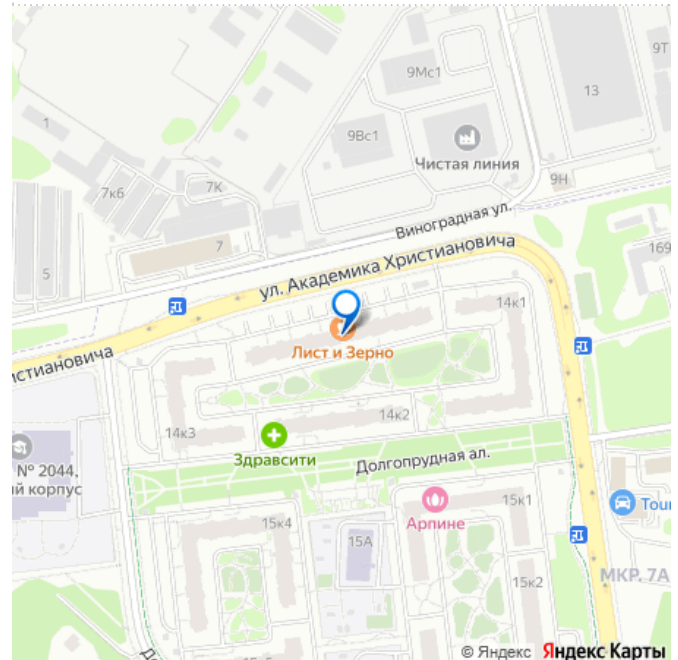 9Т
9Мс1
13
1
9Вс1
Чистая линия
7к6
7К
9Н
Виноградная ул.
7
5
169
ул. Академика Христиановича
14к1
Лист и Зерно
истиановича
14к2
14к3
Здравсити
№ 2044,
ий корпус
Долгопрудная ал.
15к1
Арпине
Tour
15к4
15А
15к2
МКР. 7А
© Яндекс Яндекс Карты